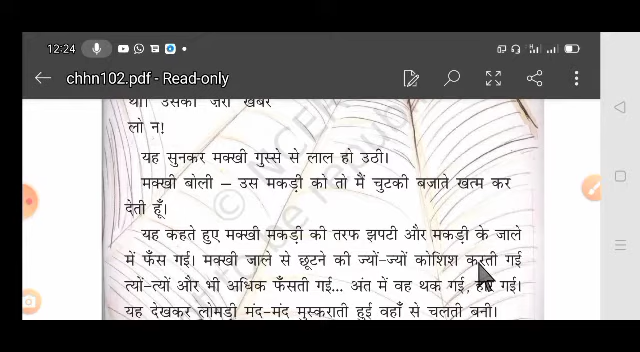 12:24
chhn102.pdf - Read-only
था। उसकी ज़रा खबर
लो न!
यह सुनकर मक्खी गुस्से से लाल हो उठी।
मक्खी बोली – उस मकड़ी को तो मैं चुटकी बजाते खत्म कर
देती हूँ।
यह कहते हुए मक्खी मकड़ी की तरफ झपटी और मकड़ी के जाले
में फँस गई। मक्खी जाले से छूटने की ज्यों-ज्यों कोशिश करती गई
त्यों-त्यों और भी अधिक फँसती गई... अंत में वह थक गई, हार गई।
यह देखकर लोमड़ी मंद-मंद मुस्कराती हुई वहाँ से चलती बनी।